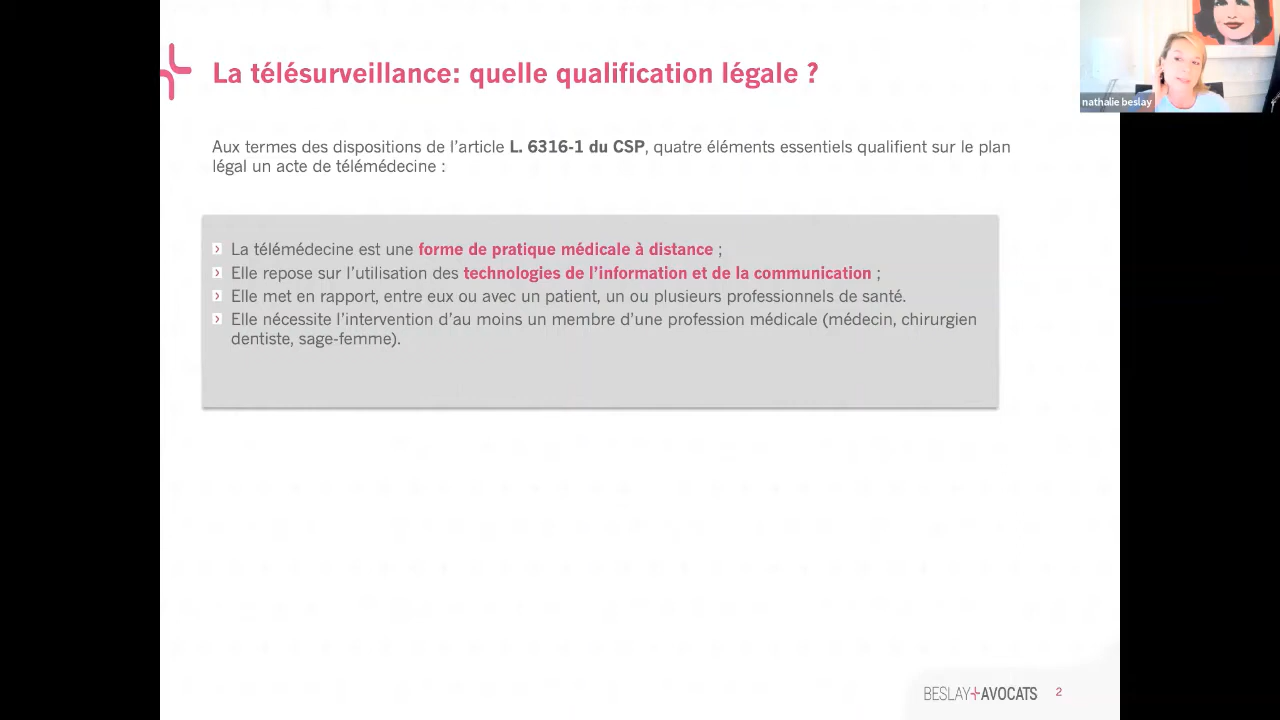 La télésurveillance: quelle qualification légale ?
nathalie beslay
Aux termes des dispositions de l'article L. 6316-1 du CSP, quatre éléments essentiels qualifient sur le plan
légal un acte de télémédecine :
La télémédecine est une forme de pratique médicale à distance ;
Elle repose sur l'utilisation des technologies de l'information et de la communication ;
Elle met en rapport, entre eux ou avec un patient, un ou plusieurs professionnels de santé.
Elle nécessite l'intervention d'au moins un membre d'une profession médicale (médecin, chirurgien
dentiste, sage-femme).
BESLAY+AVOCATS 2